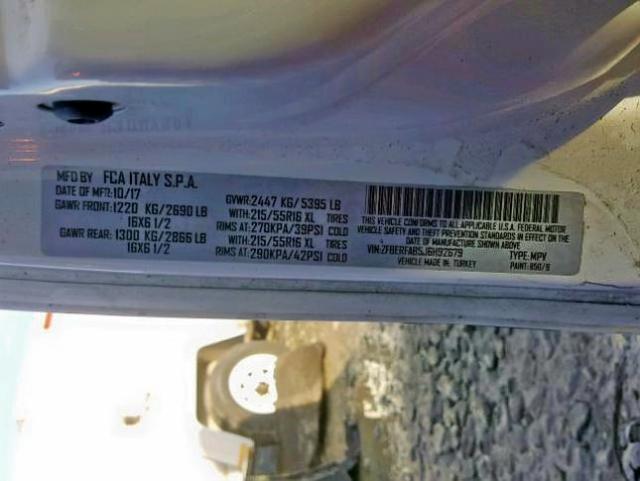 MFD BY FCA ITALY S.P.A.
DATE OF MFT: 10/17
GAWR FRONT: 1220 KG/2690 LB
16X6 1/2
GAWR REAR: 1300 KG/2866 LB
16X6 1/2
GVWR: 2447 KG/5395 LB
WITH: 215/55R16 XL TIRES
RIMS AT: 270KPA/39PSI COLD
WITH: 215/55R16 XL TIRES
RIMS AT: 290KPA/42PSI COLD
THIS VEHICLE CONFORMS TO ALL APPLICABLE U.S.A. FEDERAL MOTOR
VEHICLE SAFETY AND THEFT PREVENTION STANDARDS IN EFFECT ON THE
DATE OF MANUFACTURE SHOWN ABOVE
VIN: ZFBERFAB5J6H92679 TYPE: MPV
VEHICLE MADE IN: TURKEY PAINT: